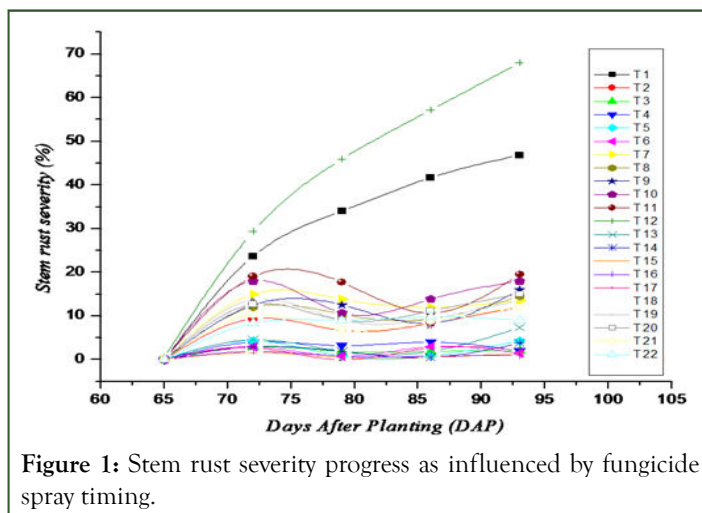 70
60
50
40
30
20
10
0
Stem rust severity (%)
60 65 70 75 80 85 90 95 100 105
Days After Planting (DAP)
T1
T2
T3
T4
T5
T6
T7
T8
T9
T10
T11
T12
T13
T14
T15
T16
T17
T18
T19
T20
T21
T22
Figure 1: Stem rust severity progress as influenced by fungicide
spray timing.